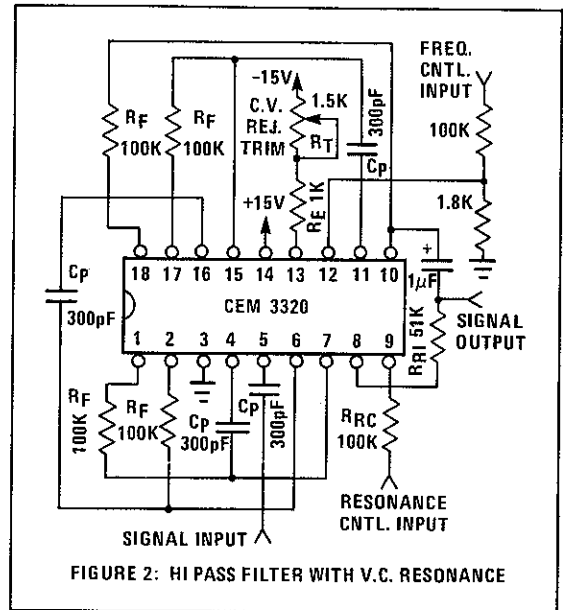 FREQ.
CNTL.
INPUT
−15V
C.V.
REJ.
TRIM
1.5K
RT
300pF
CP
100K
RF
100K
RF
100K
+15V
RE 1K
1.8K
18 17 16 15 14 13 12 11 10
+
1μF
CP
300pF
CEM 3320
SIGNAL
OUTPUT
RRI 51K
1 2 3 4 5 6 7 8 9
RF
100K
RF
100K
CP
300pF
CP
300pF
RRC
100K
RESONANCE
CNTL. INPUT
SIGNAL INPUT
FIGURE 2: HI PASS FILTER WITH V.C. RESONANCE